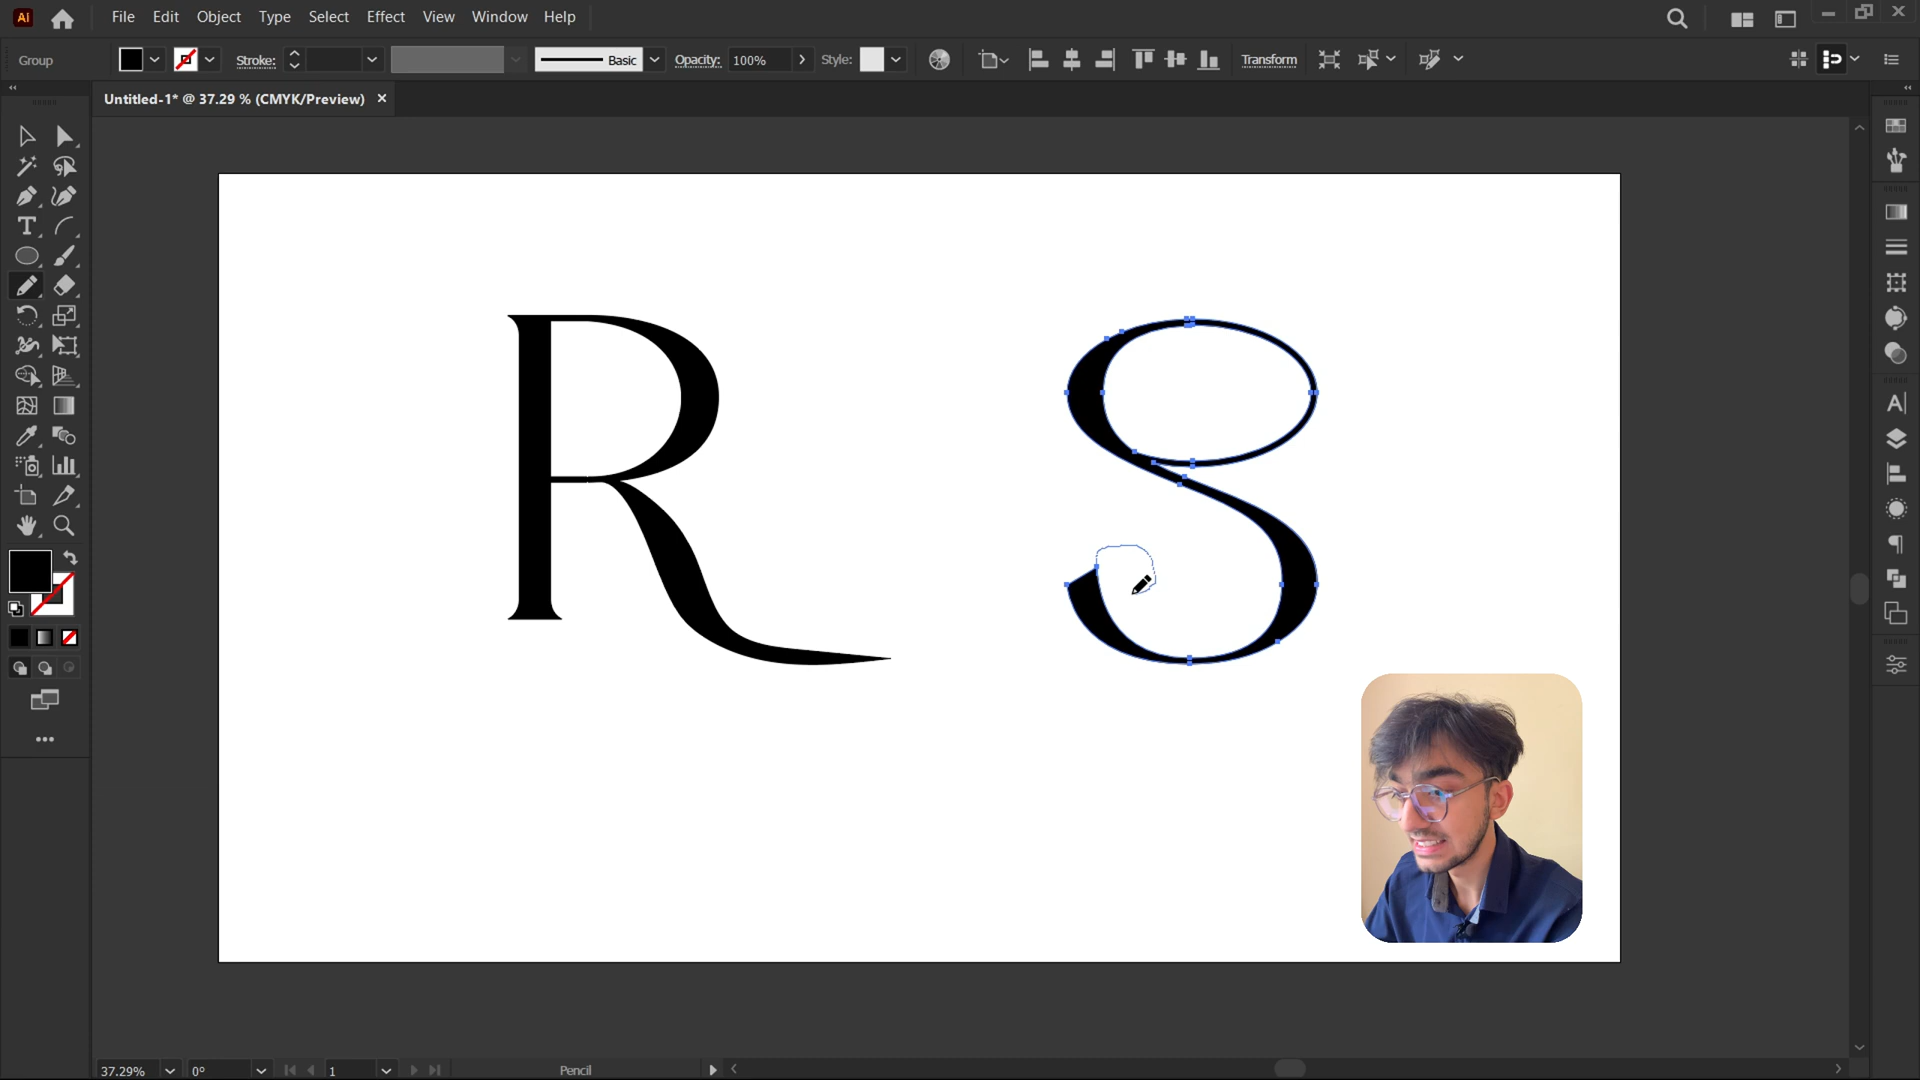 Ai File Edit Object Type Select Effect View Window Help
Group Stroke: Basic Opacity: 100% Style: Transform
Untitled-1* @ 37.29 % (CMYK/Preview)
R S
37.29% 0° 1 Pencil